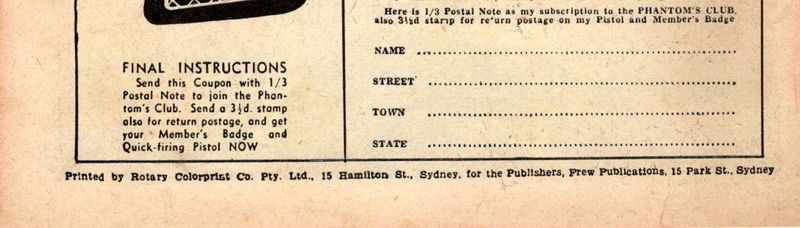 FINAL INSTRUCTIONS
Send this Coupon with 1/3
Postal Note to join the Phan-
tom's Club. Send a 3½d. stamp
also for return postage, and get
your Member's Badge and
Quick-firing Pistol NOW
Here is 1/3 Postal Note as my subscription to the PHANTOM'S CLUB,
also 3½d stamp for return postage on my Pistol and Member's Badge
NAME
STREET
TOWN
STATE
Printed by Rotary Colorprint Co. Pty. Ltd., 15 Hamilton St., Sydney, for the Publishers, Frew Publications, 15 Park St., Sydney